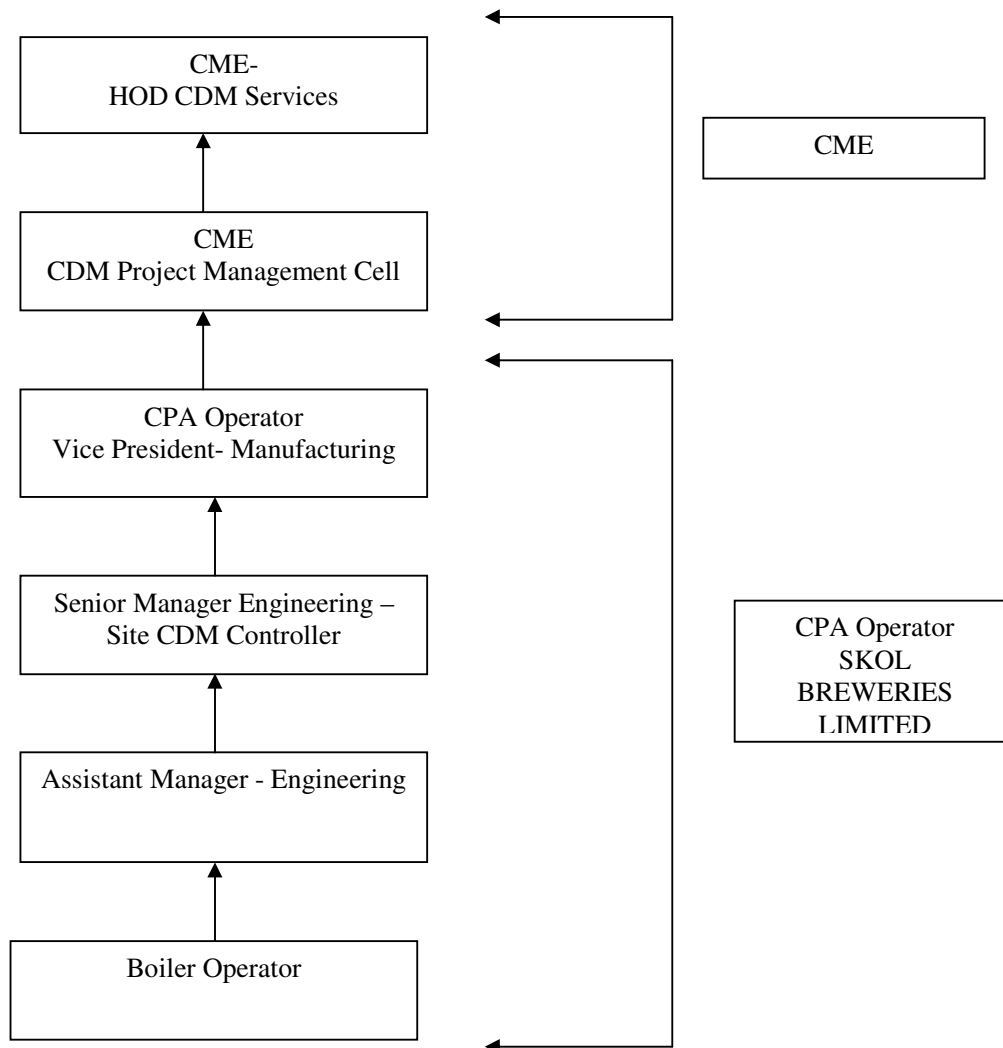 CME-
HOD CDM Services
CME
CME
CDM Project Management Cell
CPA Operator
Vice President- Manufacturing
Senior Manager Engineering –
Site CDM Controller
CPA Operator
SKOL
BREWERIES
LIMITED
Assistant Manager - Engineering
Boiler Operator